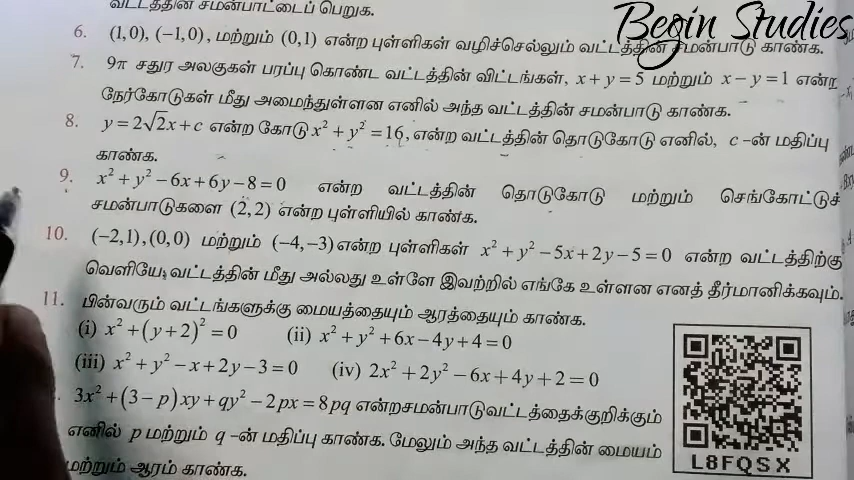 வட்டத்தின் சமன்பாட்டைப் பெறுக.
Begin Studies
6. (1,0), (−1,0), மற்றும் (0,1) என்ற புள்ளிகள் வழிச்செல்லும் வட்டத்தின் சமன்பாடு காண்க.
7. 9π சதுர அலகுகள் பரப்பு கொண்ட வட்டத்தின் விட்டங்கள், x + y = 5 மற்றும் x − y = 1 என்ற
நேர்கோடுகள் மீது அமைந்துள்ளன எனில் அந்த வட்டத்தின் சமன்பாடு காண்க.
8. y = 2√2x + c என்ற கோடு x² + y² = 16, என்ற வட்டத்தின் தொடுகோடு எனில், c -ன் மதிப்பு
காண்க.
9. x² + y² − 6x + 6y − 8 = 0 என்ற வட்டத்தின் தொடுகோடு மற்றும் செங்கோட்டுச்
சமன்பாடுகளை (2,2) என்ற புள்ளியில் காண்க.
10. (−2,1),(0,0) மற்றும் (−4,−3) என்ற புள்ளிகள் x² + y² − 5x + 2y − 5 = 0 என்ற வட்டத்திற்கு
வெளியே, வட்டத்தின் மீது அல்லது உள்ளே இவற்றில் எங்கே உள்ளன எனத் தீர்மானிக்கவும்.
11. பின்வரும் வட்டங்களுக்கு மையத்தையும் ஆரத்தையும் காண்க.
(i) x² + (y + 2)² = 0 (ii) x² + y² + 6x − 4y + 4 = 0
(iii) x² + y² − x + 2y − 3 = 0 (iv) 2x² + 2y² − 6x + 4y + 2 = 0
3x² + (3 − p)xy + qy² − 2px = 8pq என்ற சமன்பாடு வட்டத்தைக்குறிக்கும்
எனில் p மற்றும் q -ன் மதிப்பு காண்க. மேலும் அந்த வட்டத்தின் மையம்
மற்றும் ஆரம் காண்க.
L8FQSX